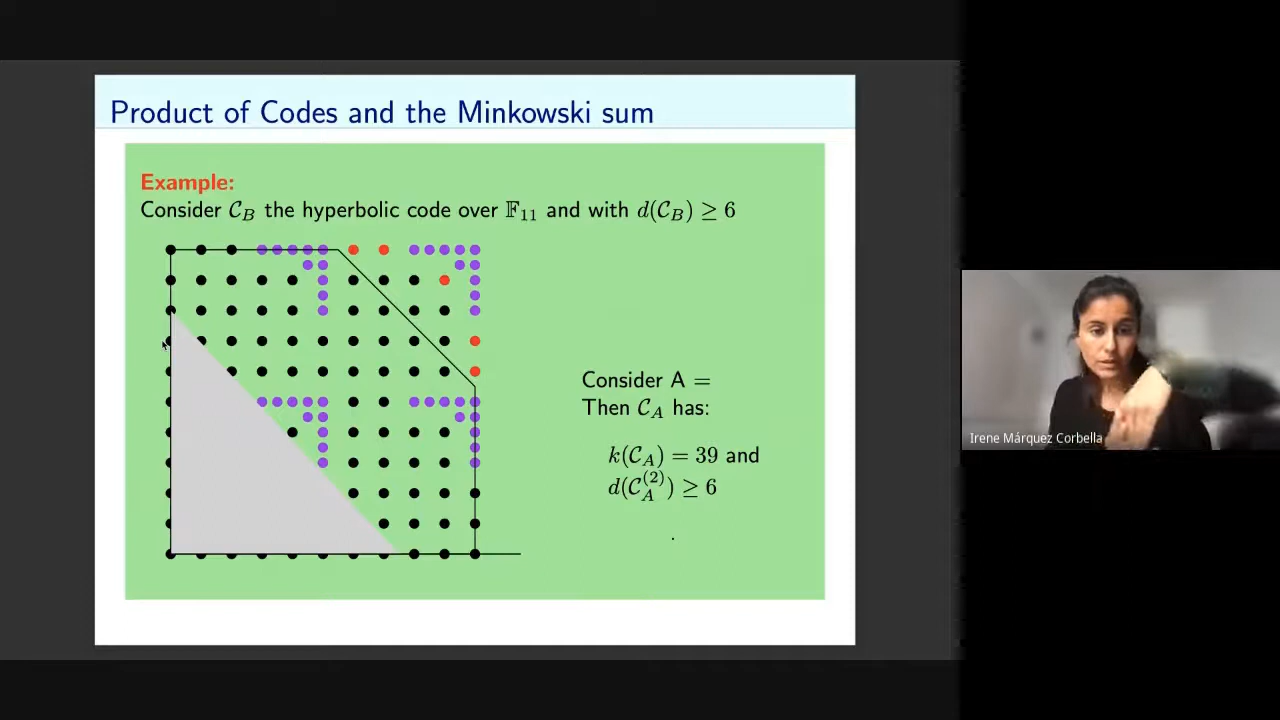 Product of Codes and the Minkowski sum
Example:
Consider 𝒞_B the hyperbolic code over 𝔽₁₁ and with d(𝒞_B) ≥ 6
Consider A =
Then 𝒞_A has:
k(𝒞_A) = 39 and
d(𝒞_A^(2)) ≥ 6
.
Irene Márquez Corbella